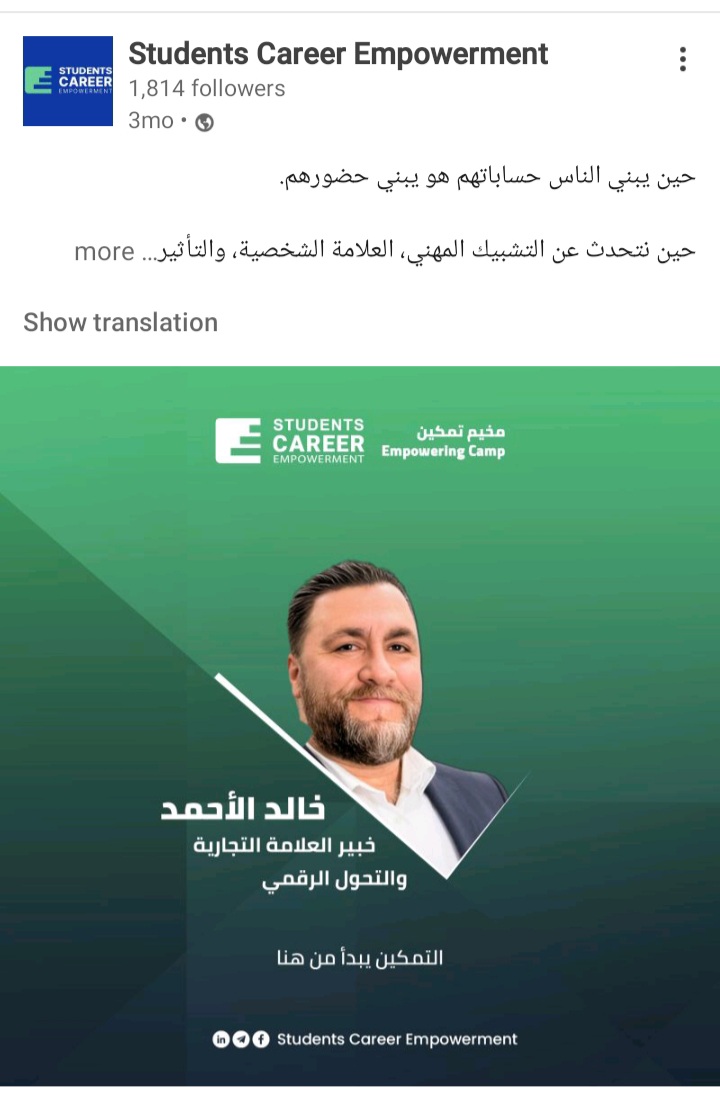 STUDENTS
CAREER
EMPOWERMENT
Students Career Empowerment
1,814 followers
3mo •
حين يبني الناس حساباتهم هو يبني حضورهم.
حين نتحدث عن التشبيك المهني، العلامة الشخصية، والتأثير... more
Show translation
STUDENTS
CAREER
EMPOWERMENT
مخيم تمكين
Empowering Camp
خالد الأحمد
خبير العلامة التجارية
والتحول الرقمي
التمكين يبدأ من هنا
in f Students Career Empowerment